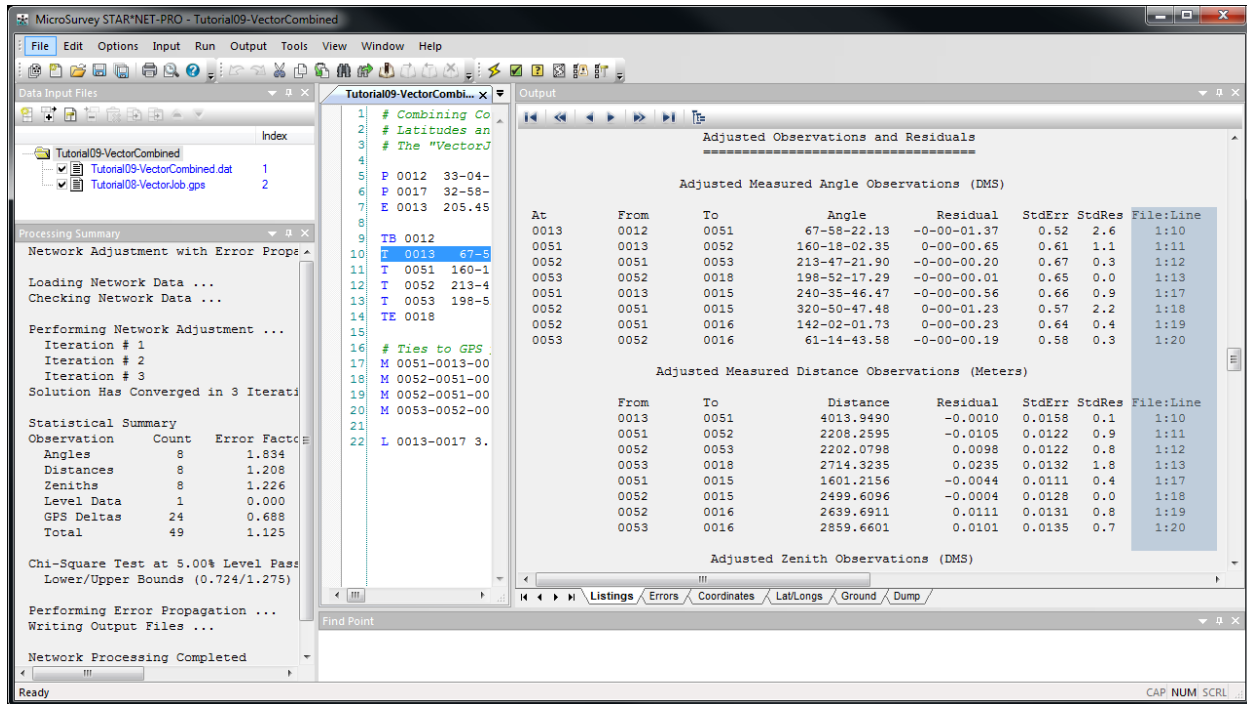 MicroSurvey STAR*NET-PRO - Tutorial09-VectorCombined
File Edit Options Input Run Output Tools View Window Help
Data Input Files
Index
Tutorial09-VectorCombined
Tutorial09-VectorCombined.dat 1
Tutorial08-VectorJob.gps 2
Processing Summary
Network Adjustment with Error Propa
Loading Network Data ...
Checking Network Data ...
Performing Network Adjustment ...
Iteration # 1
Iteration # 2
Iteration # 3
Solution Has Converged in 3 Iterati
Statistical Summary
Observation Count Error Facto
Angles 8 1.834
Distances 8 1.208
Zeniths 8 1.226
Level Data 1 0.000
GPS Deltas 24 0.688
Total 49 1.125
Chi-Square Test at 5.00% Level Pass
Lower/Upper Bounds (0.724/1.275)
Performing Error Propagation ...
Writing Output Files ...
Network Processing Completed
Tutorial09-VectorCombi... x
1 # Combining Co
2 # Latitudes an
3 # The "VectorJ
4
5 P 0012 33-04-
6 P 0017 32-58-
7 E 0013 205.45
8
9 TB 0012
10 T 0013 67-5
11 T 0051 160-1
12 T 0052 213-4
13 T 0053 198-5
14 TE 0018
15
16 # Ties to GPS
17 M 0051-0013-00
18 M 0052-0051-00
19 M 0052-0051-00
20 M 0053-0052-00
21
22 L 0013-0017 3.
Output
Adjusted Observations and Residuals
===================================
Adjusted Measured Angle Observations (DMS)
At From To Angle Residual StdErr StdRes File:Line
0013 0012 0051 67-58-22.13 -0-00-01.37 0.52 2.6 1:10
0051 0013 0052 160-18-02.35 0-00-00.65 0.61 1.1 1:11
0052 0051 0053 213-47-21.90 -0-00-00.20 0.67 0.3 1:12
0053 0052 0018 198-52-17.29 -0-00-00.01 0.65 0.0 1:13
0051 0013 0015 240-35-46.47 -0-00-00.56 0.66 0.9 1:17
0052 0051 0015 320-50-47.48 0-00-01.23 0.57 2.2 1:18
0052 0051 0016 142-02-01.73 0-00-00.23 0.64 0.4 1:19
0053 0052 0016 61-14-43.58 -0-00-00.19 0.58 0.3 1:20
Adjusted Measured Distance Observations (Meters)
From To Distance Residual StdErr StdRes File:Line
0013 0051 4013.9490 -0.0010 0.0158 0.1 1:10
0051 0052 2208.2595 -0.0105 0.0122 0.9 1:11
0052 0053 2202.0798 0.0098 0.0122 0.8 1:12
0053 0018 2714.3235 0.0235 0.0132 1.8 1:13
0051 0015 1601.2156 -0.0044 0.0111 0.4 1:17
0052 0015 2499.6096 -0.0004 0.0128 0.0 1:18
0052 0016 2639.6911 0.0111 0.0131 0.8 1:19
0053 0016 2859.6601 0.0101 0.0135 0.7 1:20
Adjusted Zenith Observations (DMS)
Listings Errors Coordinates Lat/Longs Ground Dump
Find Point
Ready
CAP NUM SCRL